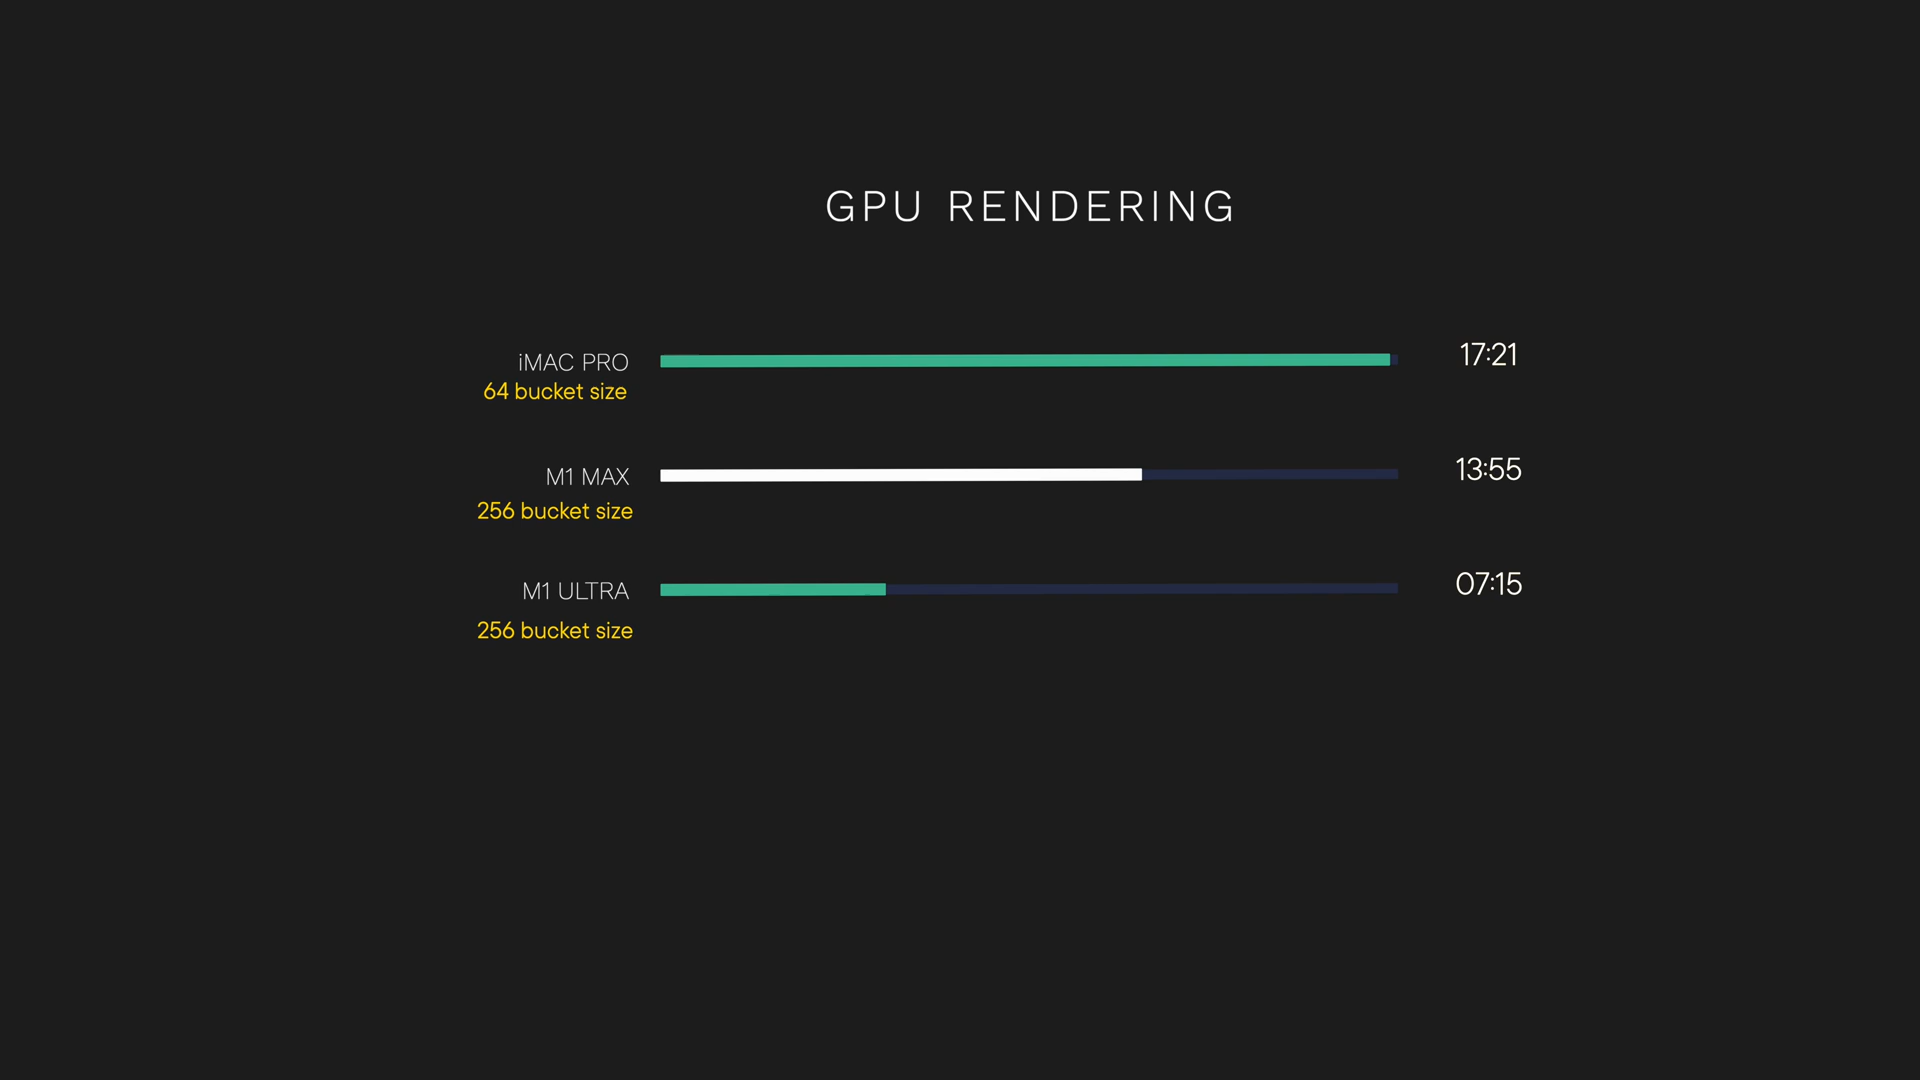 GPU RENDERING
iMAC PRO
17:21
64 bucket size
M1 MAX
13:55
256 bucket size
M1 ULTRA
07:15
256 bucket size